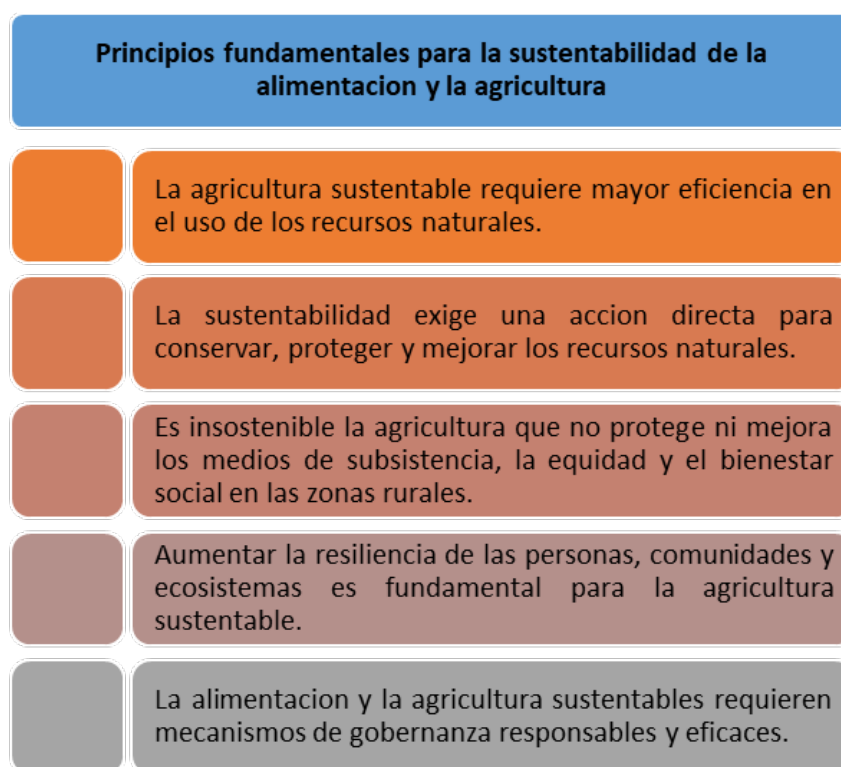 Principios fundamentales para la sustentabilidad de la
alimentacion y la agricultura
La agricultura sustentable requiere mayor eficiencia en
el uso de los recursos naturales.
La sustentabilidad exige una accion directa para
conservar, proteger y mejorar los recursos naturales.
Es insostenible la agricultura que no protege ni mejora
los medios de subsistencia, la equidad y el bienestar
social en las zonas rurales.
Aumentar la resiliencia de las personas, comunidades y
ecosistemas es fundamental para la agricultura
sustentable.
La alimentacion y la agricultura sustentables requieren
mecanismos de gobernanza responsables y eficaces.